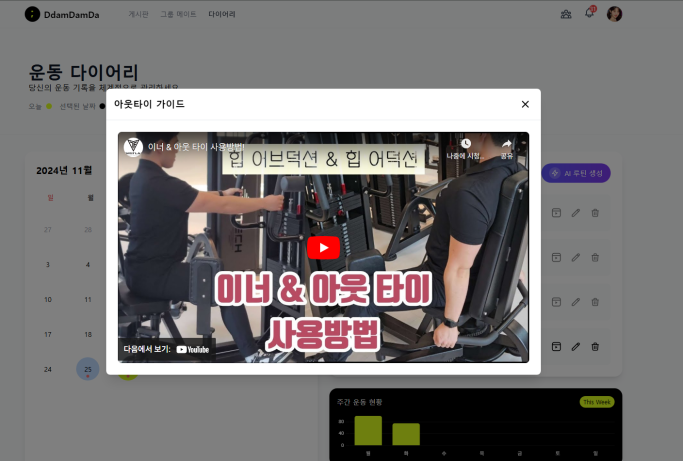 DdamDamDa
게시판
그룹 메이트
다이어리
운동 다이어리
당신의 운동 기록을 체계적으로 관리하세요
오늘
선택한 날짜
아웃타이 가이드
이너 & 아웃 타이 사용방법!
나중에 시청...
공유
힙 어브덕션 & 힙 어덕션
이너 & 아웃 타이
사용방법
다음에서 보기: YouTube
2024년 11월
일 월
27 28
3 4
10 11
17 18
24 25
AI 루틴 생성
주간 운동 현황
This Week
80
40
0
월 화 수 목 금 토 일